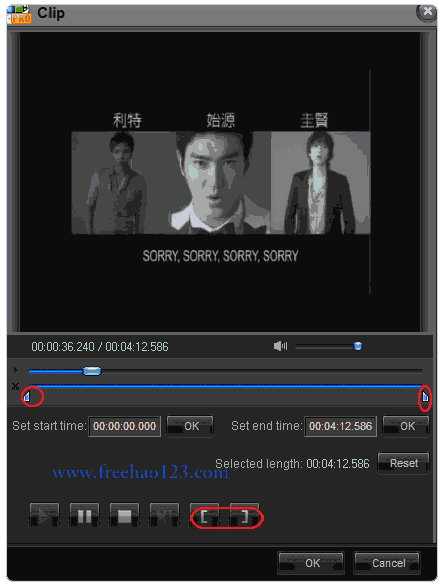 PRO Clip
利特 始源 圭賢
SORRY, SORRY, SORRY, SORRY
00:00:36.240 / 00:04:12.586
Set start time: 00:00:00.000 OK Set end time: 00:04:12.586 OK
Selected length: 00:04:12.586 Reset
www.freehao123.com
[ ]
OK Cancel